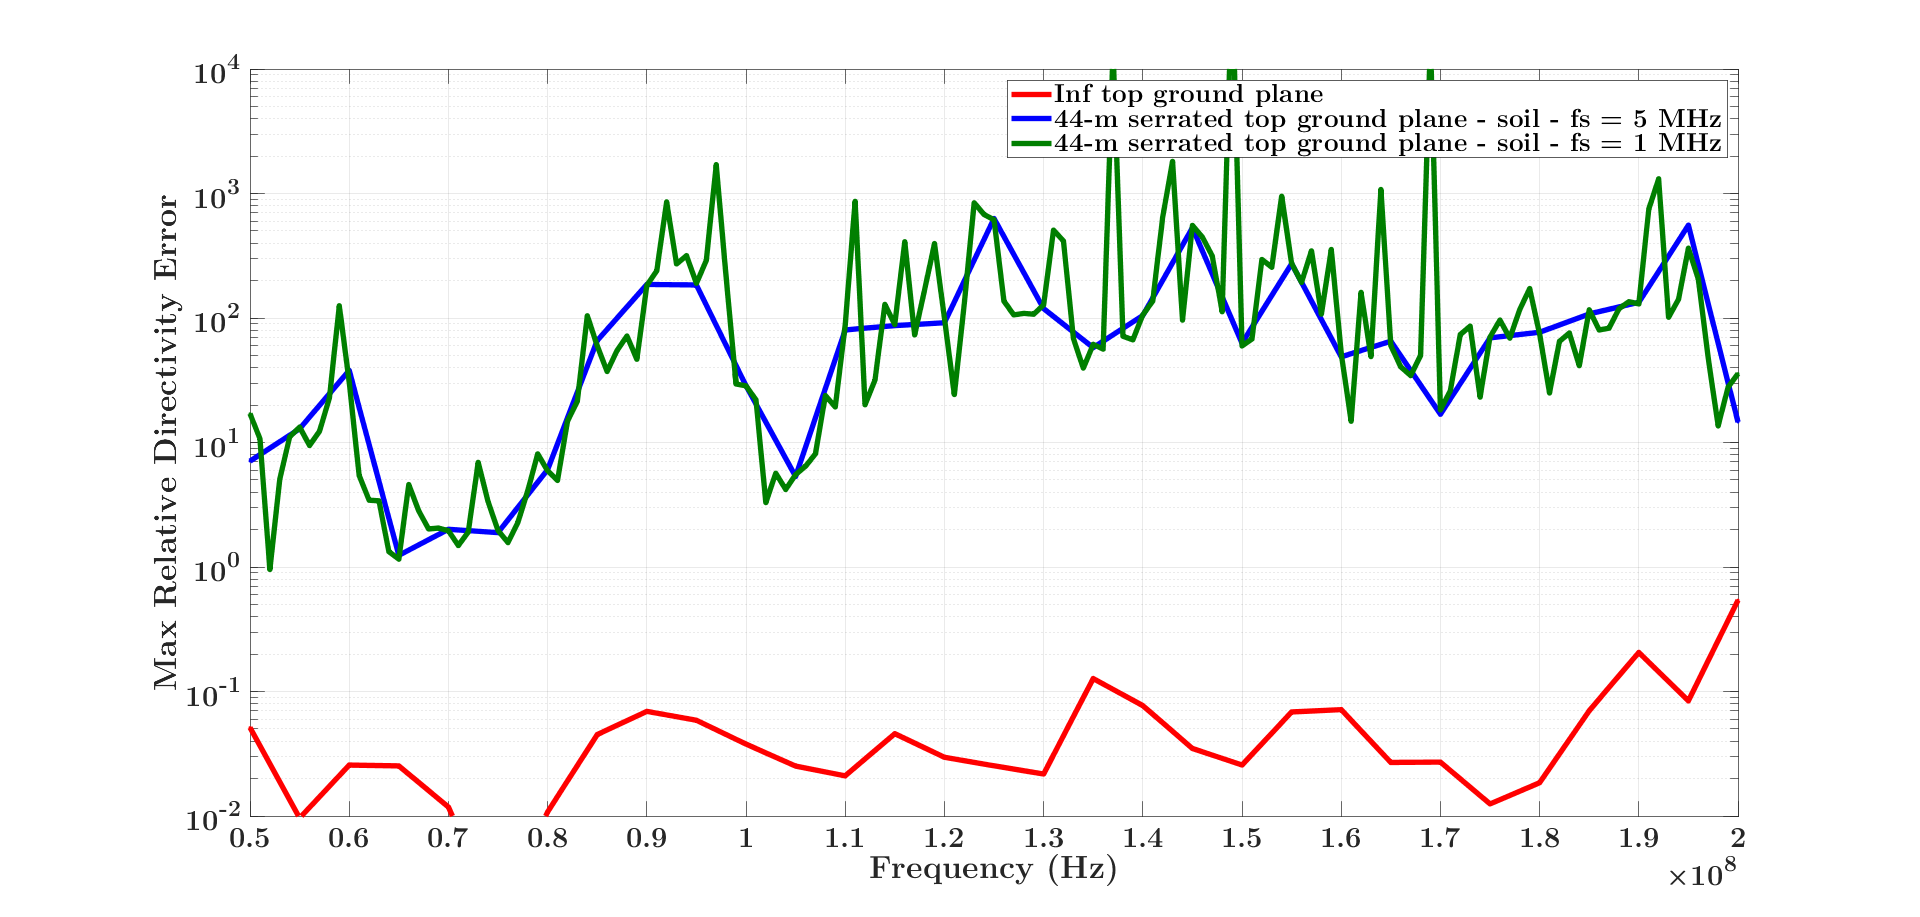 10^4
10^3
10^2
10^1
10^0
10^-1
10^-2
Max Relative Directivity Error
Inf top ground plane
44-m serrated top ground plane - soil - fs = 5 MHz
44-m serrated top ground plane - soil - fs = 1 MHz
0.5 0.6 0.7 0.8 0.9 1 1.1 1.2 1.3 1.4 1.5 1.6 1.7 1.8 1.9 2
Frequency (Hz)
×10^8